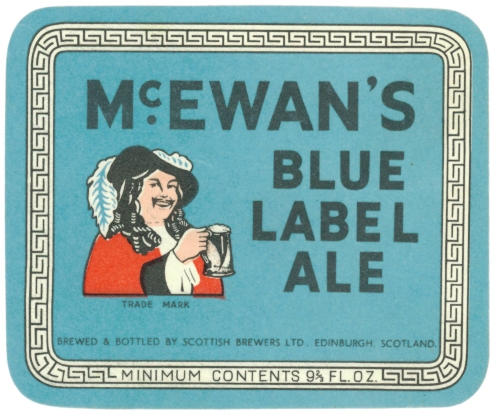 McEWAN'S
BLUE
LABEL
ALE
TRADE MARK
BREWED & BOTTLED BY SCOTTISH BREWERS LTD., EDINBURGH, SCOTLAND.
MINIMUM CONTENTS 9⅔ FL. OZ.